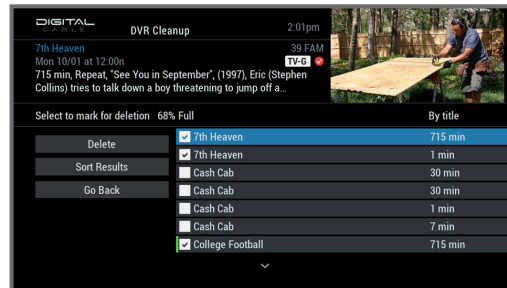 DIGITAL
CABLE
DVR Cleanup
2:01pm
7th Heaven
39 FAM
Mon 10/01 at 12:00n
TV-G
715 min, Repeat, "See You in September", (1997), Eric (Stephen
Collins) tries to talk down a boy threatening to jump off a...
Select to mark for deletion 68% Full
By title
Delete
Sort Results
Go Back
7th Heaven 715 min
7th Heaven 1 min
Cash Cab 30 min
Cash Cab 30 min
Cash Cab 1 min
Cash Cab 7 min
College Football 715 min